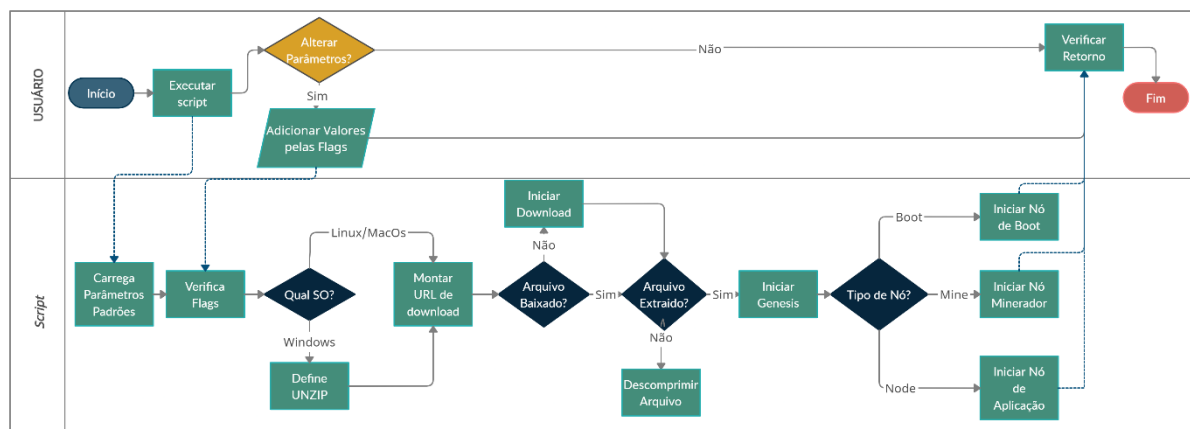 USUÁRIO
Início
Executar
script
Alterar
Parâmetros?
Não
Sim
Adicionar Valores
pelas Flags
Verificar
Retorno
Fim
Script
Carrega
Parâmetros
Padrões
Verifica
Flags
Qual SO?
Linux/MacOs
Windows
Define
UNZIP
Montar
URL de
download
Arquivo
Baixado?
Não
Iniciar
Download
Sim
Arquivo
Extraido?
Não
Descomprimir
Arquivo
Sim
Iniciar
Genesis
Tipo de Nó?
Boot
Iniciar Nó
de Boot
Mine
Iniciar Nó
Minerador
Node
Iniciar Nó
de
Aplicação